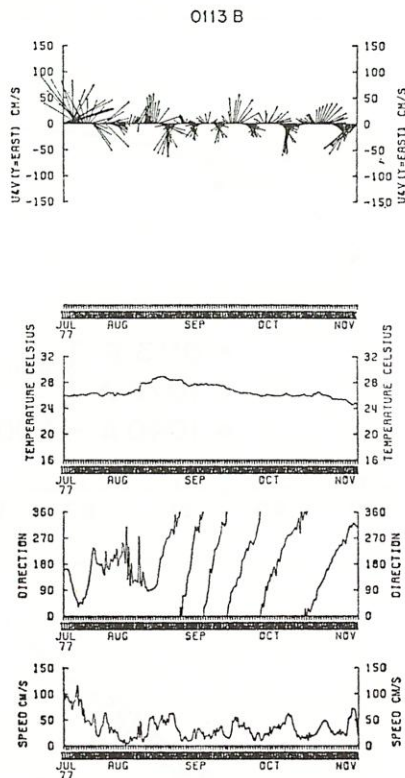 0113 B
150 150
100 100
50 50
0 0
-50 -50
-100 -100
-150 -150
U&V(Y=EAST) CM/S U&V(Y=EAST) CM/S
JUL AUG SEP OCT NOV
77
32 32
28 28
24 24
20 20
16 16
TEMPERATURE CELSIUS TEMPERATURE CELSIUS
JUL AUG SEP OCT NOV
77
360 360
270 270
180 180
90 90
0 0
DIRECTION DIRECTION
JUL AUG SEP OCT NOV
77
150 150
100 100
50 50
0 0
SPEED CM/S SPEED CM/S
JUL AUG SEP OCT NOV
77